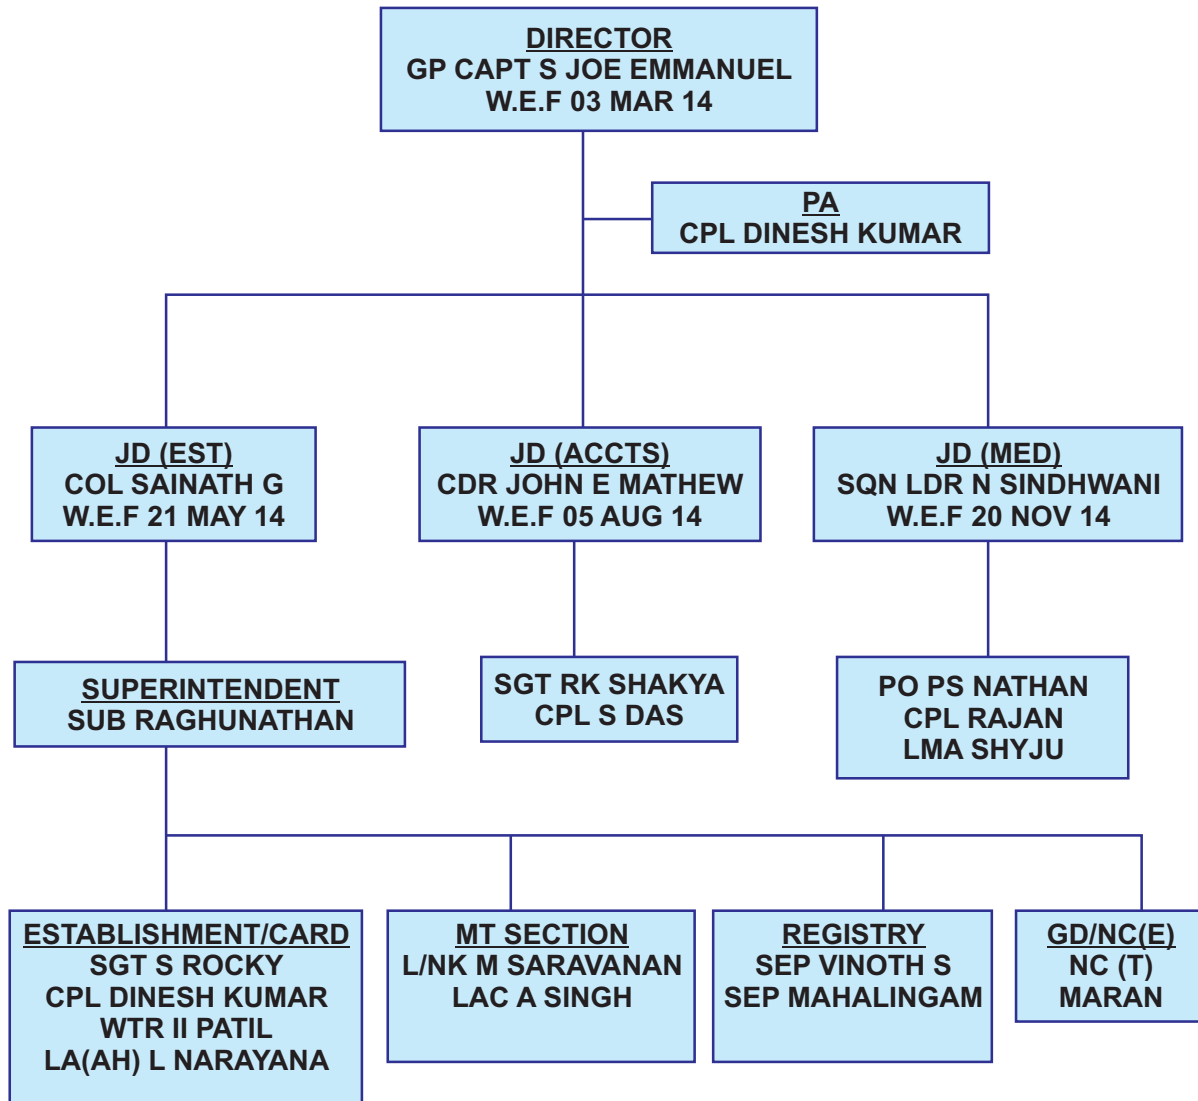 DIRECTOR
GP CAPT S JOE EMMANUEL
W.E.F 03 MAR 14
PA
CPL DINESH KUMAR
JD (EST)
COL SAINATH G
W.E.F 21 MAY 14
JD (ACCTS)
CDR JOHN E MATHEW
W.E.F 05 AUG 14
JD (MED)
SQN LDR N SINDHWANI
W.E.F 20 NOV 14
SUPERINTENDENT
SUB RAGHUNATHAN
SGT RK SHAKYA
CPL S DAS
PO PS NATHAN
CPL RAJAN
LMA SHYJU
ESTABLISHMENT/CARD
SGT S ROCKY
CPL DINESH KUMAR
WTR II PATIL
LA(AH) L NARAYANA
MT SECTION
L/NK M SARAVANAN
LAC A SINGH
REGISTRY
SEP VINOTH S
SEP MAHALINGAM
GD/NC(E)
NC (T)
MARAN